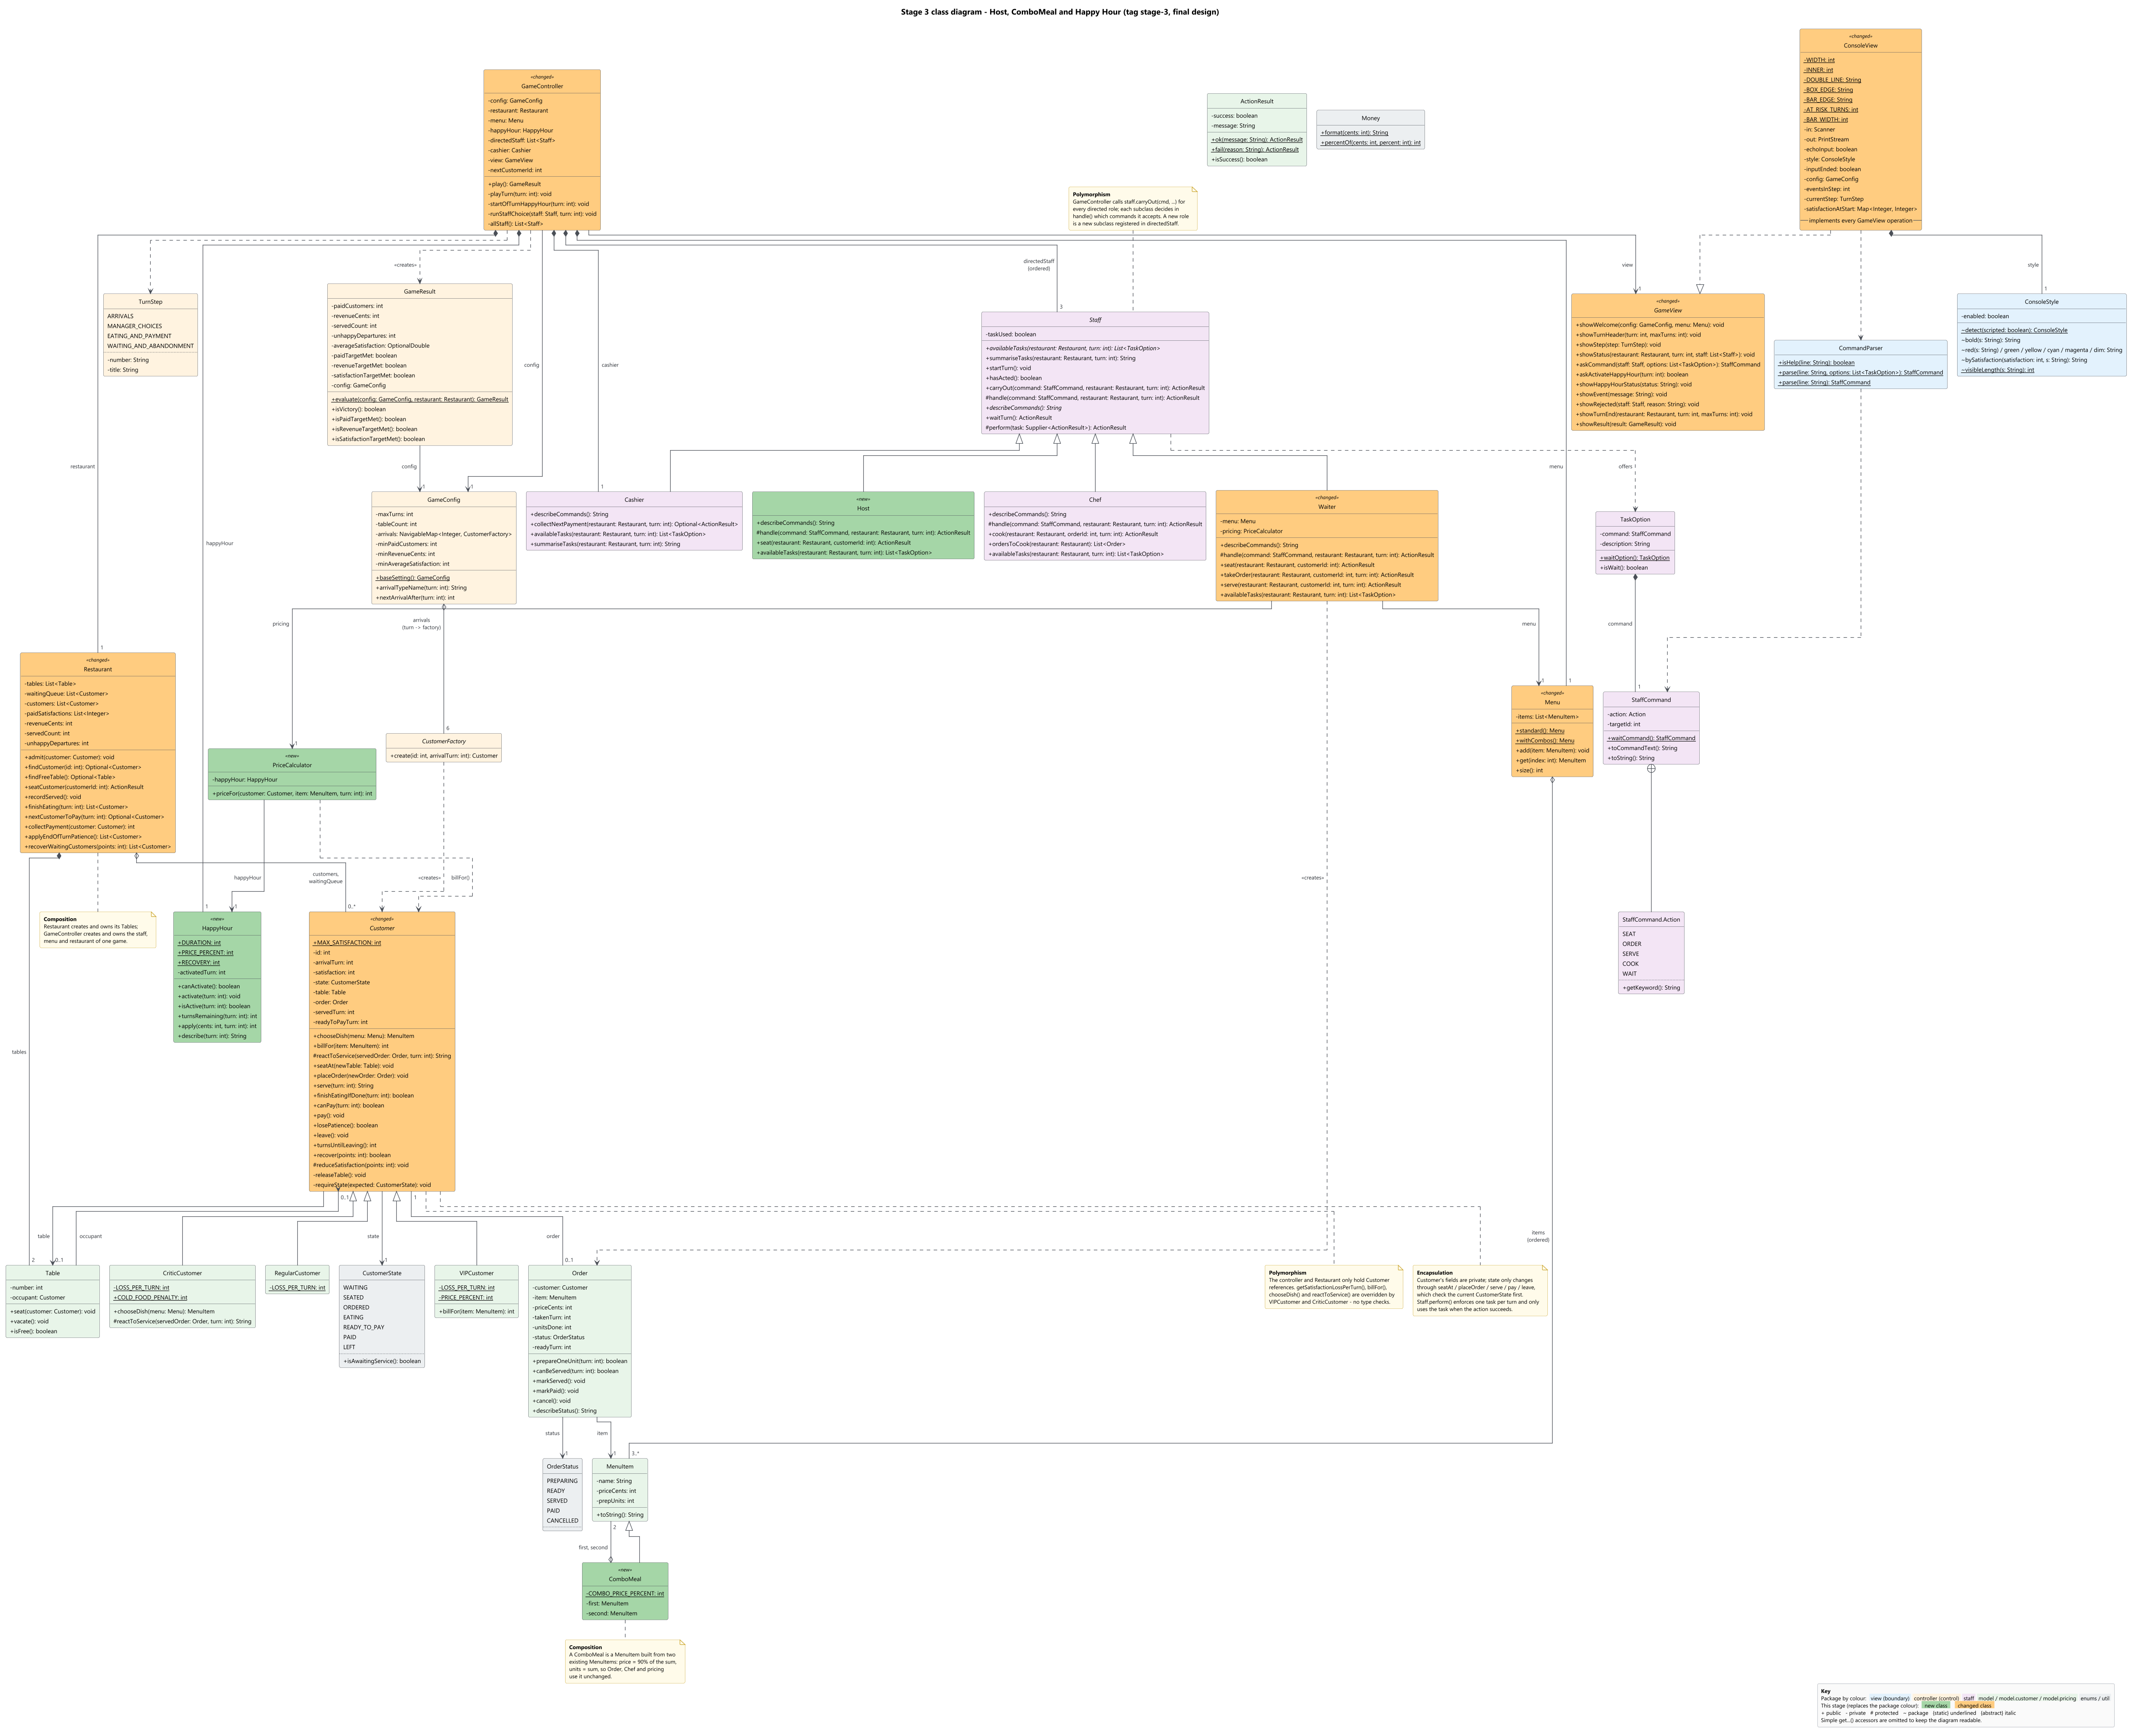 Stage 3 class diagram - Host, ComboMeal and Happy Hour (tag stage-3, final design)
«changed»
ConsoleView
-WIDTH: int
-INNER: int
-DOUBLE_LINE: String
-BOX_EDGE: String
-BAR_EDGE: String
-AT_RISK_TURNS: int
-BAR_WIDTH: int
-in: Scanner
-out: PrintStream
-echoInput: boolean
-style: ConsoleStyle
-inputEnded: boolean
-config: GameConfig
-eventsInStep: int
-currentStep: TurnStep
-satisfactionAtStart: Map<Integer, Integer>
-- implements every GameView operation --
«changed»
GameController
-config: GameConfig
-restaurant: Restaurant
-menu: Menu
-happyHour: HappyHour
-directedStaff: List<Staff>
-cashier: Cashier
-view: GameView
-nextCustomerId: int
+play(): GameResult
-playTurn(turn: int): void
-startOfTurnHappyHour(turn: int): void
-runStaffChoice(staff: Staff, turn: int): void
-allStaff(): List<Staff>
ActionResult
-success: boolean
-message: String
+ok(message: String): ActionResult
+fail(reason: String): ActionResult
+isSuccess(): boolean
Money
+format(cents: int): String
+percentOf(cents: int, percent: int): int
Polymorphism
GameController calls staff.carryOut(cmd, ...) for
every directed role; each subclass decides in
handle() which commands it accepts. A new role
is a new subclass registered in directedStaff.
«creates»
directedStaff
(ordered)
view
style
3
1
1
TurnStep
ARRIVALS
MANAGER_CHOICES
EATING_AND_PAYMENT
WAITING_AND_ABANDONMENT
-number: String
-title: String
GameResult
-paidCustomers: int
-revenueCents: int
-servedCount: int
-unhappyDepartures: int
-averageSatisfaction: OptionalDouble
-paidTargetMet: boolean
-revenueTargetMet: boolean
-satisfactionTargetMet: boolean
-config: GameConfig
+evaluate(config: GameConfig, restaurant: Restaurant): GameResult
+isVictory(): boolean
+isPaidTargetMet(): boolean
+isRevenueTargetMet(): boolean
+isSatisfactionTargetMet(): boolean
config
cashier
Staff
-taskUsed: boolean
+availableTasks(restaurant: Restaurant, turn: int): List<TaskOption>
+summariseTasks(restaurant: Restaurant, turn: int): String
+startTurn(): void
+hasActed(): boolean
+carryOut(command: StaffCommand, restaurant: Restaurant, turn: int): ActionResult
#handle(command: StaffCommand, restaurant: Restaurant, turn: int): ActionResult
+describeCommands(): String
+waitTurn(): ActionResult
#perform(task: Supplier<ActionResult>): ActionResult
«changed»
GameView
+showWelcome(config: GameConfig, menu: Menu): void
+showTurnHeader(turn: int, maxTurns: int): void
+showStep(step: TurnStep): void
+showStatus(restaurant: Restaurant, turn: int, staff: List<Staff>): void
+askCommand(staff: Staff, options: List<TaskOption>): StaffCommand
+askActivateHappyHour(turn: int): boolean
+showHappyHourStatus(status: String): void
+showEvent(message: String): void
+showRejected(staff: Staff, reason: String): void
+showTurnEnd(restaurant: Restaurant, turn: int, maxTurns: int): void
+showResult(result: GameResult): void
CommandParser
+isHelp(line: String): boolean
+parse(line: String, options: List<TaskOption>): StaffCommand
+parse(line: String): StaffCommand
ConsoleStyle
-enabled: boolean
~detect(scripted: boolean): ConsoleStyle
~bold(s: String): String
~red(s: String) / green / yellow / cyan / magenta / dim: String
~bySatisfaction(satisfaction: int, s: String): String
~visibleLength(s: String): int
restaurant
config
menu
offers
1
1
1
GameConfig
-maxTurns: int
-tableCount: int
-arrivals: NavigableMap<Integer, CustomerFactory>
-minPaidCustomers: int
-minRevenueCents: int
-minAverageSatisfaction: int
+baseSetting(): GameConfig
+arrivalTypeName(turn: int): String
+nextArrivalAfter(turn: int): int
Cashier
+describeCommands(): String
+collectNextPayment(restaurant: Restaurant, turn: int): Optional<ActionResult>
+availableTasks(restaurant: Restaurant, turn: int): List<TaskOption>
+summariseTasks(restaurant: Restaurant, turn: int): String
«new»
Host
+describeCommands(): String
#handle(command: StaffCommand, restaurant: Restaurant, turn: int): ActionResult
+seat(restaurant: Restaurant, customerId: int): ActionResult
+availableTasks(restaurant: Restaurant, turn: int): List<TaskOption>
Chef
+describeCommands(): String
#handle(command: StaffCommand, restaurant: Restaurant, turn: int): ActionResult
+cook(restaurant: Restaurant, orderId: int, turn: int): ActionResult
+ordersToCook(restaurant: Restaurant): List<Order>
+availableTasks(restaurant: Restaurant, turn: int): List<TaskOption>
«changed»
Waiter
-menu: Menu
-pricing: PriceCalculator
+describeCommands(): String
#handle(command: StaffCommand, restaurant: Restaurant, turn: int): ActionResult
+seat(restaurant: Restaurant, customerId: int): ActionResult
+takeOrder(restaurant: Restaurant, customerId: int, turn: int): ActionResult
+serve(restaurant: Restaurant, customerId: int, turn: int): ActionResult
+availableTasks(restaurant: Restaurant, turn: int): List<TaskOption>
TaskOption
-command: StaffCommand
-description: String
+waitOption(): TaskOption
+isWait(): boolean
happyHour
pricing
arrivals
(turn -> factory)
menu
command
1
6
1
1
1
1
1
«changed»
Restaurant
-tables: List<Table>
-waitingQueue: List<Customer>
-customers: List<Customer>
-paidSatisfactions: List<Integer>
-revenueCents: int
-servedCount: int
-unhappyDepartures: int
+admit(customer: Customer): void
+findCustomer(id: int): Optional<Customer>
+findFreeTable(): Optional<Table>
+seatCustomer(customerId: int): ActionResult
+recordServed(): void
+finishEating(turn: int): List<Customer>
+nextCustomerToPay(turn: int): Optional<Customer>
+collectPayment(customer: Customer): int
+applyEndOfTurnPatience(): List<Customer>
+recoverWaitingCustomers(points: int): List<Customer>
«new»
PriceCalculator
-happyHour: HappyHour
+priceFor(customer: Customer, item: MenuItem, turn: int): int
CustomerFactory
+create(id: int, arrivalTurn: int): Customer
«changed»
Menu
-items: List<MenuItem>
+standard(): Menu
+withCombos(): Menu
+add(item: MenuItem): void
+get(index: int): MenuItem
+size(): int
StaffCommand
-action: Action
-targetId: int
+waitCommand(): StaffCommand
+toCommandText(): String
+toString(): String
happyHour
customers,
waitingQueue
«creates»
billFor()
«creates»
1
1
0..*
Composition
Restaurant creates and owns its Tables;
GameController creates and owns the staff,
menu and restaurant of one game.
«new»
HappyHour
+DURATION: int
+PRICE_PERCENT: int
+RECOVERY: int
-activatedTurn: int
+canActivate(): boolean
+activate(turn: int): void
+isActive(turn: int): boolean
+turnsRemaining(turn: int): int
+apply(cents: int, turn: int): int
+describe(turn: int): String
«changed»
Customer
+MAX_SATISFACTION: int
-id: int
-arrivalTurn: int
-satisfaction: int
-state: CustomerState
-table: Table
-order: Order
-servedTurn: int
-readyToPayTurn: int
+chooseDish(menu: Menu): MenuItem
+billFor(item: MenuItem): int
#reactToService(servedOrder: Order, turn: int): String
+seatAt(newTable: Table): void
+placeOrder(newOrder: Order): void
+serve(turn: int): String
+finishEatingIfDone(turn: int): boolean
+canPay(turn: int): boolean
+pay(): void
+losePatience(): boolean
+leave(): void
+turnsUntilLeaving(): int
+recover(points: int): boolean
#reduceSatisfaction(points: int): void
-releaseTable(): void
-requireState(expected: CustomerState): void
StaffCommand.Action
SEAT
ORDER
SERVE
COOK
WAIT
+getKeyword(): String
tables
0..1
1
table
occupant
state
order
items
(ordered)
2
0..1
1
0..1
Table
-number: int
-occupant: Customer
+seat(customer: Customer): void
+vacate(): void
+isFree(): boolean
CriticCustomer
-LOSS_PER_TURN: int
+COLD_FOOD_PENALTY: int
+chooseDish(menu: Menu): MenuItem
#reactToService(servedOrder: Order, turn: int): String
RegularCustomer
-LOSS_PER_TURN: int
CustomerState
WAITING
SEATED
ORDERED
EATING
READY_TO_PAY
PAID
LEFT
+isAwaitingService(): boolean
VIPCustomer
-LOSS_PER_TURN: int
-PRICE_PERCENT: int
+billFor(item: MenuItem): int
Order
-customer: Customer
-item: MenuItem
-priceCents: int
-takenTurn: int
-unitsDone: int
-status: OrderStatus
-readyTurn: int
+prepareOneUnit(turn: int): boolean
+canBeServed(turn: int): boolean
+markServed(): void
+markPaid(): void
+cancel(): void
+describeStatus(): String
Polymorphism
The controller and Restaurant only hold Customer
references. getSatisfactionLossPerTurn(), billFor(),
chooseDish() and reactToService() are overridden by
VIPCustomer and CriticCustomer - no type checks.
Encapsulation
Customer's fields are private; state only changes
through seatAt / placeOrder / serve / pay / leave,
which check the current CustomerState first.
Staff.perform() enforces one task per turn and only
uses the task when the action succeeds.
status
item
1
1
3..*
OrderStatus
PREPARING
READY
SERVED
PAID
CANCELLED
MenuItem
-name: String
-priceCents: int
-prepUnits: int
+toString(): String
2
first, second
«new»
ComboMeal
-COMBO_PRICE_PERCENT: int
-first: MenuItem
-second: MenuItem
Composition
A ComboMeal is a MenuItem built from two
existing MenuItems: price = 90% of the sum,
units = sum, so Order, Chef and pricing
use it unchanged.
Key
Package by colour: view (boundary) controller (control) staff model / model.customer / model.pricing enums / util
This stage (replaces the package colour): new class changed class
+ public - private # protected ~ package (static) underlined (abstract) italic
Simple get...() accessors are omitted to keep the diagram readable.